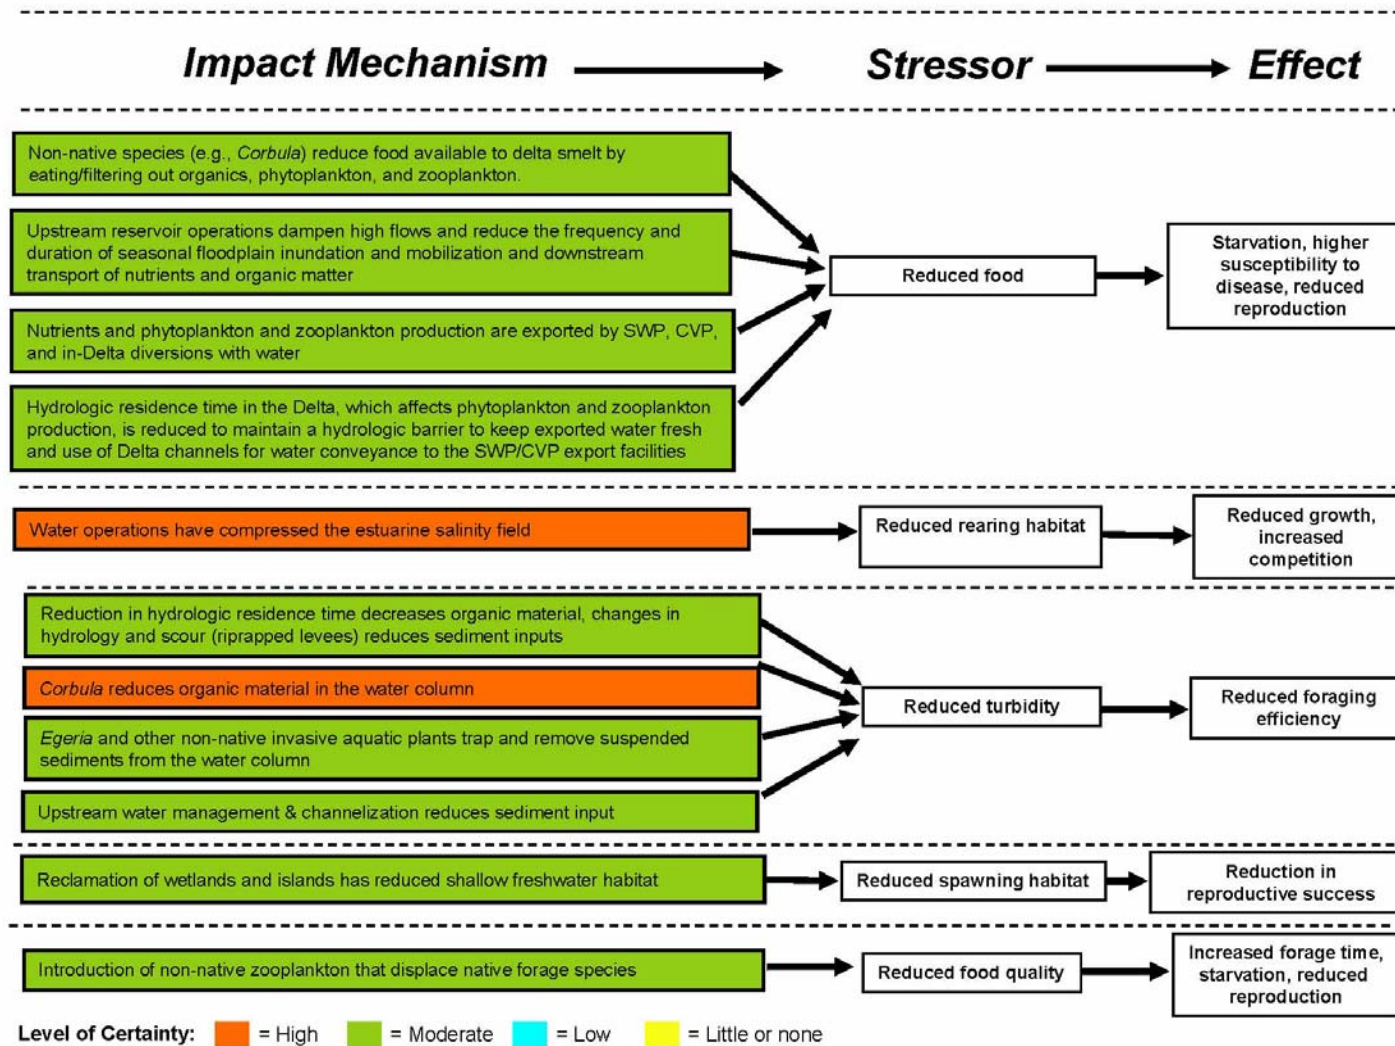 Impact Mechanism
Stressor
Effect
Non-native species (e.g., Corbula) reduce food available to delta smelt by
eating/filtering out organics, phytoplankton, and zooplankton.
Upstream reservoir operations dampen high flows and reduce the frequency and
duration of seasonal floodplain inundation and mobilization and downstream
transport of nutrients and organic matter
Nutrients and phytoplankton and zooplankton production are exported by SWP, CVP,
and in-Delta diversions with water
Hydrologic residence time in the Delta, which affects phytoplankton and zooplankton
production, is reduced to maintain a hydrologic barrier to keep exported water fresh
and use of Delta channels for water conveyance to the SWP/CVP export facilities
Reduced food
Starvation, higher
susceptibility to
disease, reduced
reproduction
Water operations have compressed the estuarine salinity field
Reduced rearing habitat
Reduced growth,
increased
competition
Reduction in hydrologic residence time decreases organic material, changes in
hydrology and scour (riprapped levees) reduces sediment inputs
Corbula reduces organic material in the water column
Egeria and other non-native invasive aquatic plants trap and remove suspended
sediments from the water column
Upstream water management & channelization reduces sediment input
Reduced turbidity
Reduced foraging
efficiency
Reclamation of wetlands and islands has reduced shallow freshwater habitat
Reduced spawning habitat
Reduction in
reproductive success
Introduction of non-native zooplankton that displace native forage species
Reduced food quality
Increased forage time,
starvation, reduced
reproduction
Level of Certainty: = High = Moderate = Low = Little or none